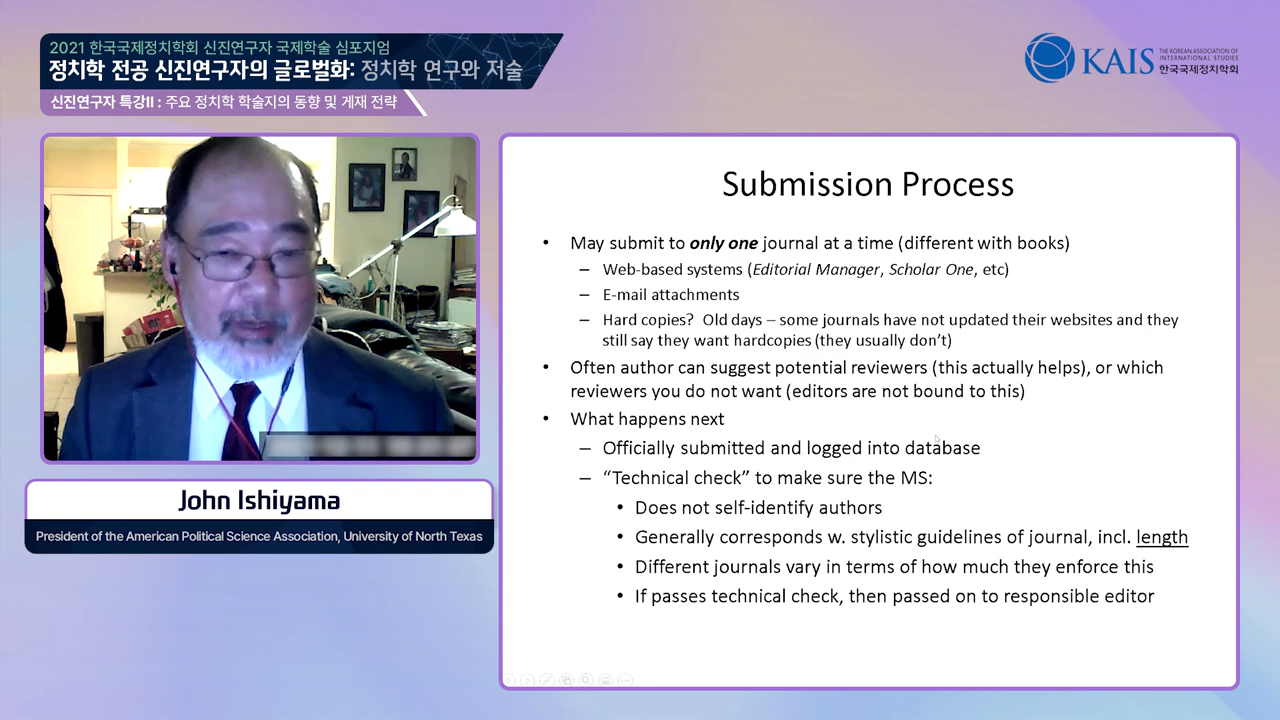 2021 한국국제정치학회 신진연구자 국제학술 심포지엄
정치학 전공 신진연구자의 글로벌화: 정치학 연구와 저술
신진연구자 특강II : 주요 정치학 학술지의 동향 및 게재 전략
KAIS
THE KOREAN ASSOCIATION OF
INTERNATIONAL STUDIES
한국국제정치학회
John Ishiyama
President of the American Political Science Association, University of North Texas
Submission Process
• May submit to only one journal at a time (different with books)
– Web-based systems (Editorial Manager, Scholar One, etc)
– E-mail attachments
– Hard copies? Old days – some journals have not updated their websites and they
still say they want hardcopies (they usually don't)
• Often author can suggest potential reviewers (this actually helps), or which
reviewers you do not want (editors are not bound to this)
• What happens next
– Officially submitted and logged into database
– “Technical check” to make sure the MS:
• Does not self-identify authors
• Generally corresponds w. stylistic guidelines of journal, incl. length
• Different journals vary in terms of how much they enforce this
• If passes technical check, then passed on to responsible editor